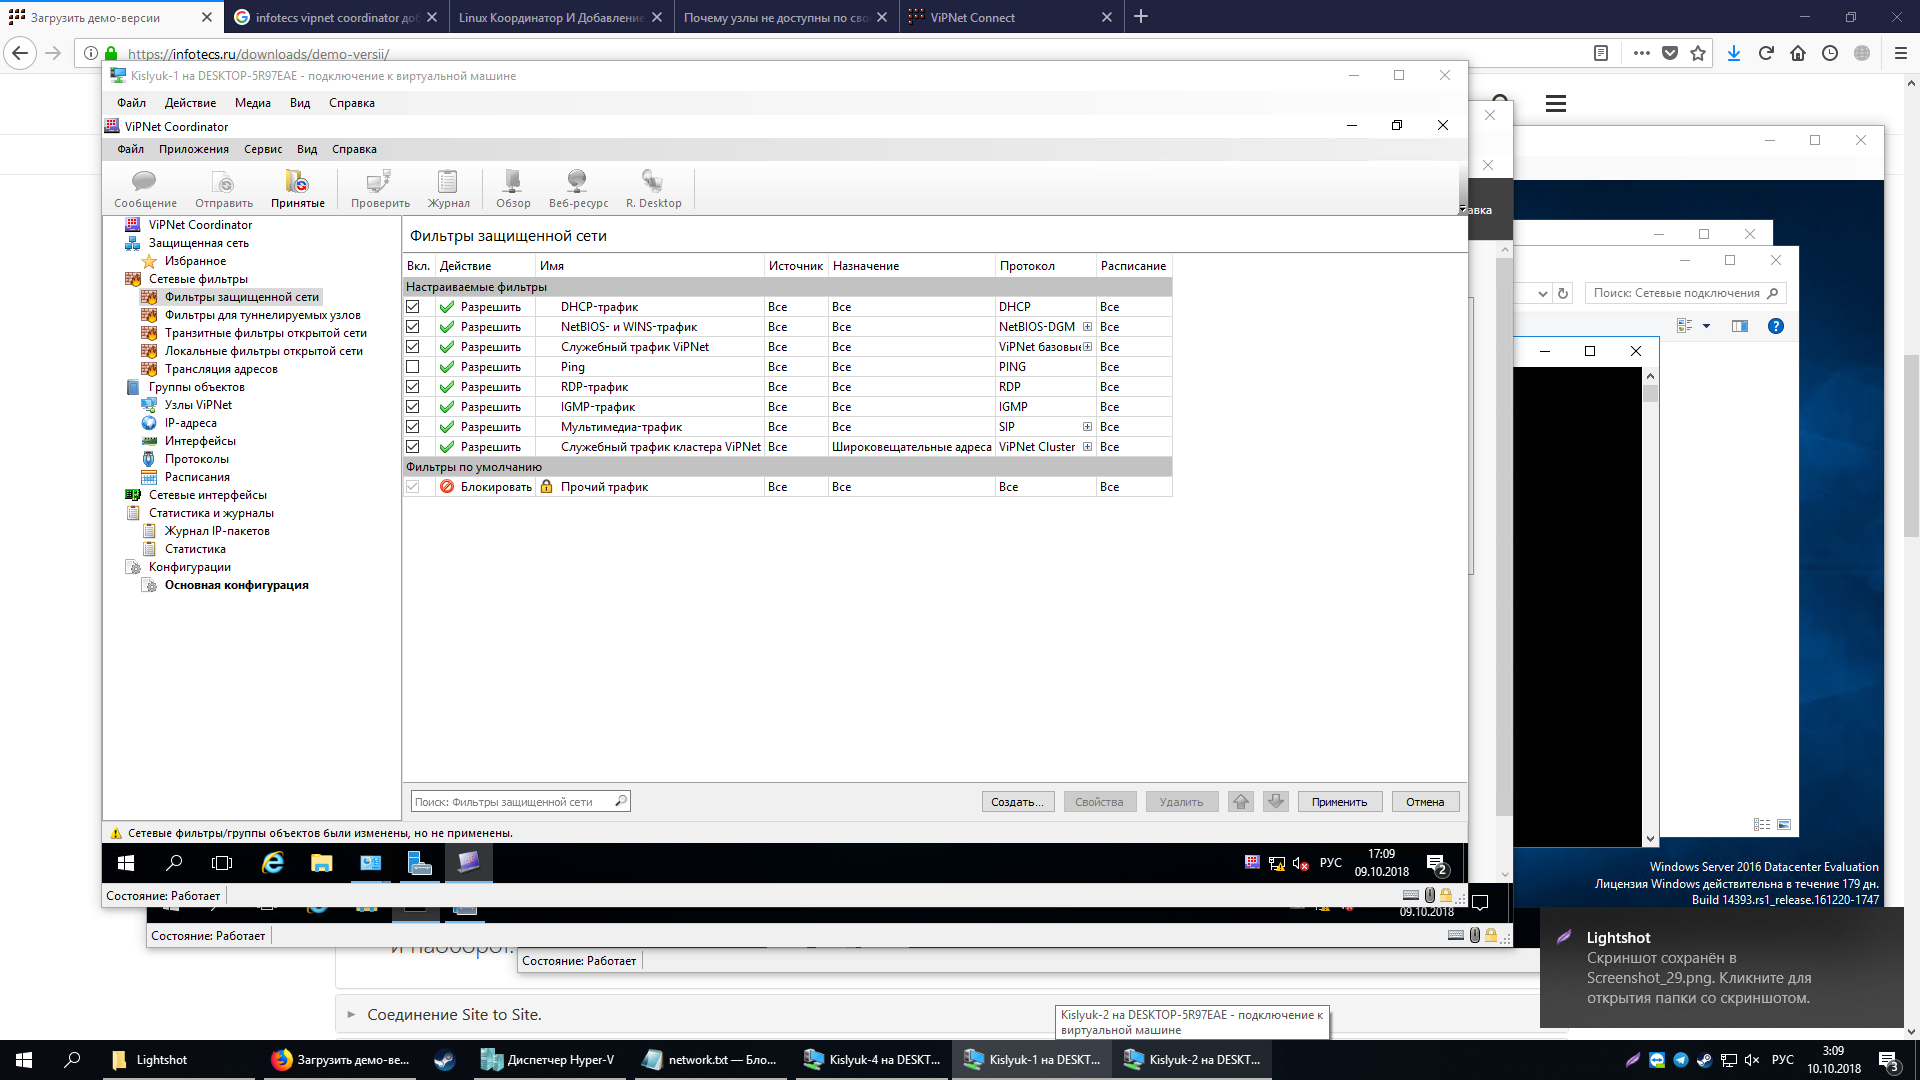 Загрузить демо-версии
infotecs vipnet coordinator доб
Linux Координатор И Добавление
Почему узлы не доступны по сво
ViPNet Connect
https://infotecs.ru/downloads/demo-versii/
Kislyuk-1 на DESKTOP-5R97EAE - подключение к виртуальной машине
Файл Действие Медиа Вид Справка
ViPNet Coordinator
Файл Приложения Сервис Вид Справка
Сообщение Отправить Принятые Проверить Журнал Обзор Веб-ресурс R. Desktop
авка
ViPNet Coordinator
Защищенная сеть
Избранное
Сетевые фильтры
Фильтры защищенной сети
Фильтры для туннелируемых узлов
Транзитные фильтры открытой сети
Локальные фильтры открытой сети
Трансляция адресов
Группы объектов
Узлы ViPNet
IP-адреса
Интерфейсы
Протоколы
Расписания
Сетевые интерфейсы
Статистика и журналы
Журнал IP-пакетов
Статистика
Конфигурации
Основная конфигурация
Фильтры защищенной сети
Вкл. Действие Имя Источник Назначение Протокол Расписание
Настраиваемые фильтры
Разрешить DHCP-трафик Все Все DHCP Все
Разрешить NetBIOS- и WINS-трафик Все Все NetBIOS-DGM Все
Разрешить Служебный трафик ViPNet Все Все ViPNet базовые Все
Разрешить Ping Все Все PING Все
Разрешить RDP-трафик Все Все RDP Все
Разрешить IGMP-трафик Все Все IGMP Все
Разрешить Мультимедиа-трафик Все Все SIP Все
Разрешить Служебный трафик кластера ViPNet Все Широковещательные адреса ViPNet Cluster Все
Фильтры по умолчанию
Блокировать Прочий трафик Все Все Все Все
Поиск: Фильтры защищенной сети
Создать... Свойства Удалить Применить Отмена
Сетевые фильтры/группы объектов были изменены, но не применены.
РУС
17:09
09.10.2018
2
Состояние: Работает
09.10.2018
Состояние: Работает
и наоборот.
Состояние: Работает
Поиск: Сетевые подключения
Windows Server 2016 Datacenter Evaluation
Лицензия Windows действительна в течение 179 дн.
Build 14393.rs1_release.161220-1747
Lightshot
Скриншот сохранён в
Screenshot_29.png. Кликните для
открытия папки со скриншотом.
Соединение Site to Site.
Kislyuk-2 на DESKTOP-5R97EAE - подключение к
виртуальной машине
Lightshot
Загрузить демо-ве...
Диспетчер Hyper-V
network.txt — Бло...
Kislyuk-4 на DESKT...
Kislyuk-1 на DESKT...
Kislyuk-2 на DESKT...
РУС
3:09
10.10.2018
3